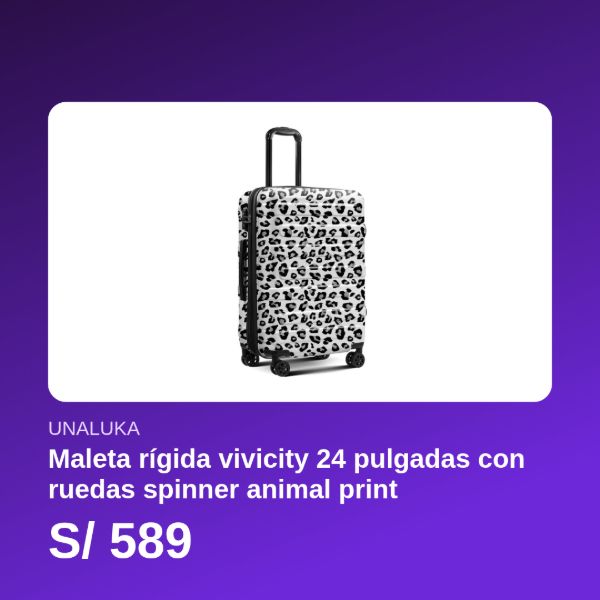 UNALUKA
Maleta rígida vivicity 24 pulgadas con
ruedas spinner animal print
S/ 589